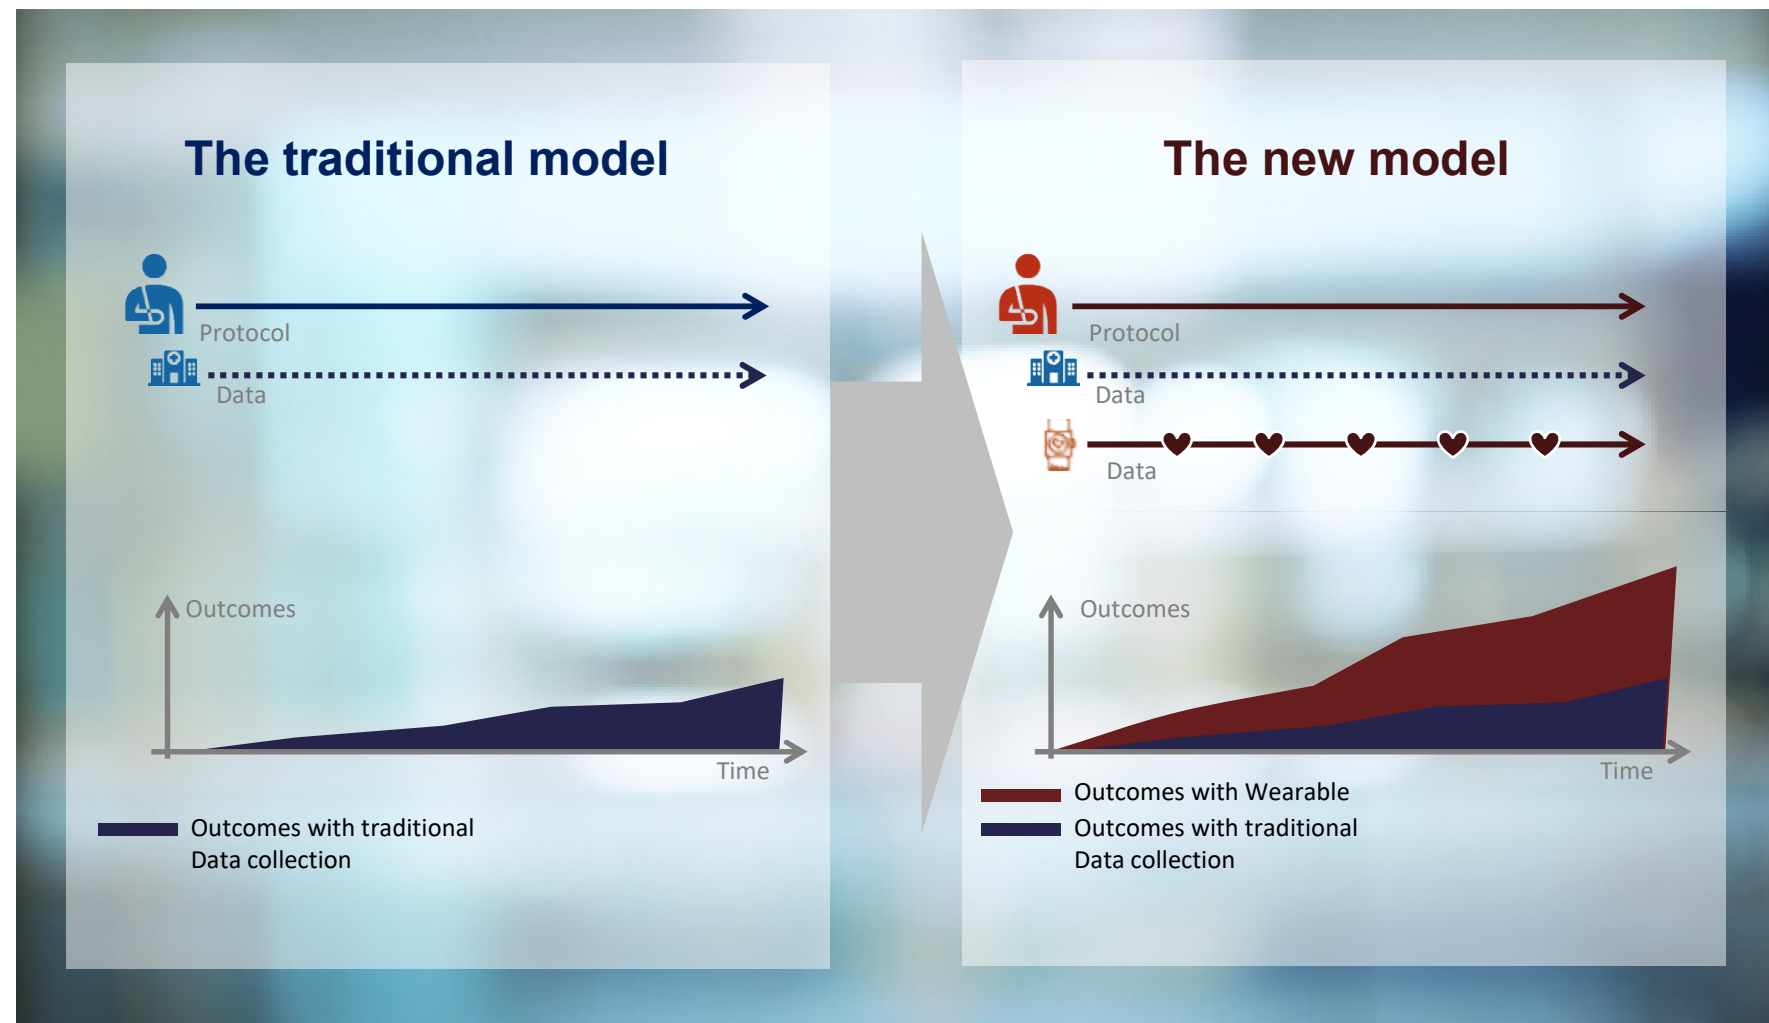 The traditional model
Protocol
Data
Outcomes
Time
Outcomes with traditional
Data collection
The new model
Protocol
Data
Data
Outcomes
Time
Outcomes with Wearable
Outcomes with traditional
Data collection